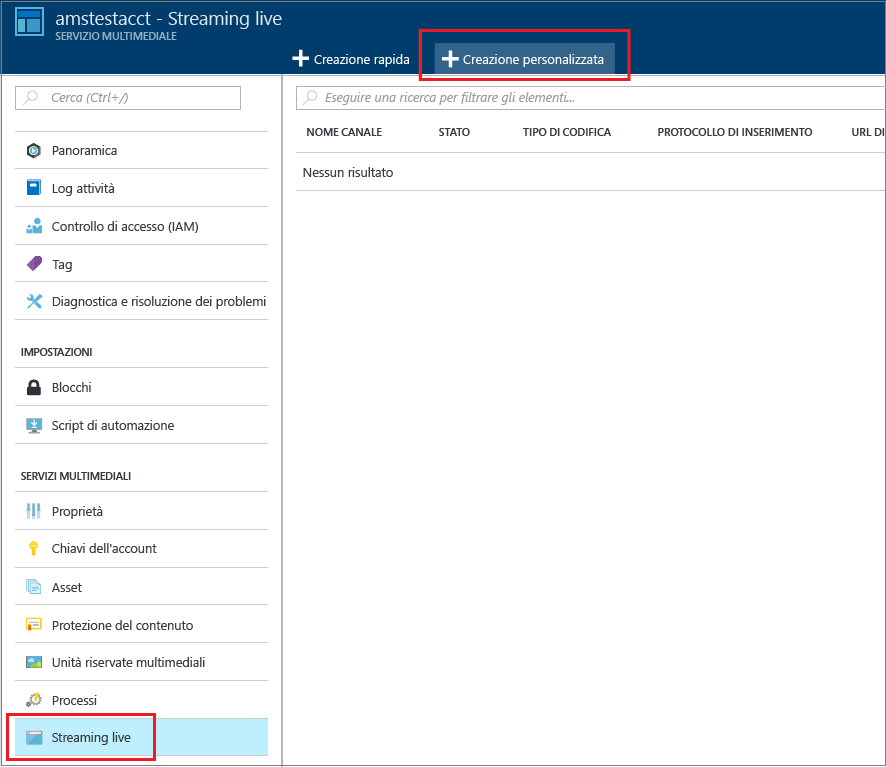 amstestacct - Streaming live
SERVIZIO MULTIMEDIALE
Creazione rapida
Creazione personalizzata
Cerca (Ctrl+/)
Panoramica
Log attività
Controllo di accesso (IAM)
Tag
Diagnostica e risoluzione dei problemi
IMPOSTAZIONI
Blocchi
Script di automazione
SERVIZI MULTIMEDIALI
Proprietà
Chiavi dell'account
Asset
Protezione del contenuto
Unità riservate multimediali
Processi
Streaming live
Eseguire una ricerca per filtrare gli elementi...
NOME CANALE STATO TIPO DI CODIFICA PROTOCOLLO DI INSERIMENTO URL DI
Nessun risultato